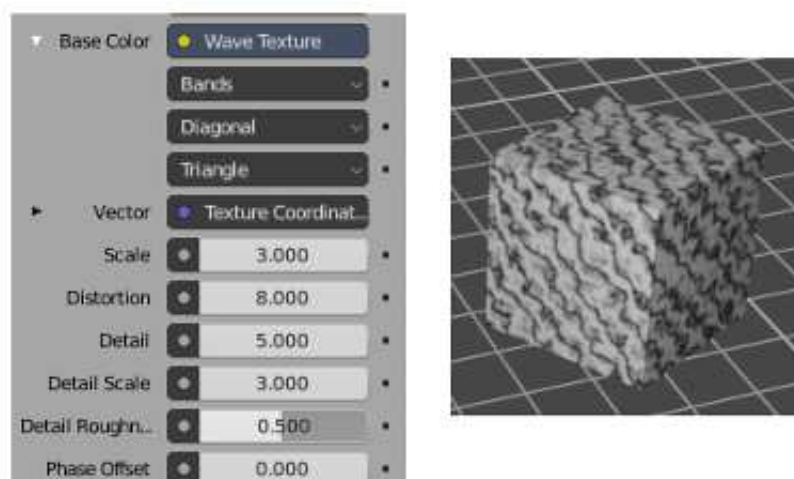 Base Color Wave Texture
Bands
Diagonal
Triangle
Vector Texture Coordinat...
Scale 3.000
Distortion 8.000
Detail 5.000
Detail Scale 3.000
Detail Roughn... 0.500
Phase Offset 0.000